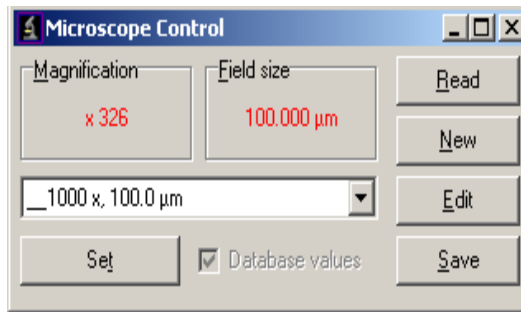 Microscope Control
Magnification
x 326
Field size
100.000 µm
Read
New
__1000 x, 100.0 µm
Edit
Set
Database values
Save